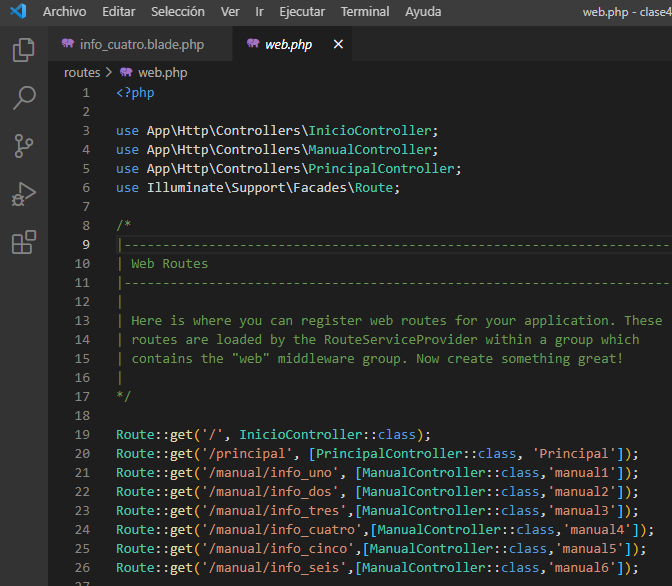 Archivo Editar Selección Ver Ir Ejecutar Terminal Ayuda web.php - clase4
info_cuatro.blade.php web.php
routes > web.php
1 <?php
2
3 use App\Http\Controllers\InicioController;
4 use App\Http\Controllers\ManualController;
5 use App\Http\Controllers\PrincipalController;
6 use Illuminate\Support\Facades\Route;
7
8 /*
9 |----------------------------------------------------------------------
10 | Web Routes
11 |----------------------------------------------------------------------
12 |
13 | Here is where you can register web routes for your application. These
14 | routes are loaded by the RouteServiceProvider within a group which
15 | contains the "web" middleware group. Now create something great!
16 |
17 */
18
19 Route::get('/', InicioController::class);
20 Route::get('/principal', [PrincipalController::class, 'Principal']);
21 Route::get('/manual/info_uno', [ManualController::class,'manual1']);
22 Route::get('/manual/info_dos', [ManualController::class,'manual2']);
23 Route::get('/manual/info_tres',[ManualController::class,'manual3']);
24 Route::get('/manual/info_cuatro',[ManualController::class,'manual4']);
25 Route::get('/manual/info_cinco',[ManualController::class,'manual5']);
26 Route::get('/manual/info_seis',[ManualController::class,'manual6']);
27